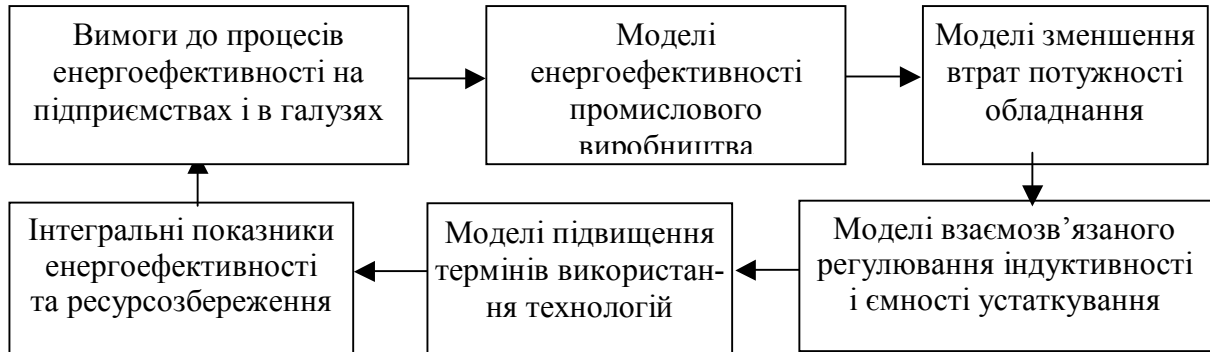 Вимоги до процесів
енергоефективності на
підприємствах і в галузях
Моделі
енергоефективності
промислового
виробництва
Моделі зменшення
втрат потужності
обладнання
Інтегральні показники
енергоефективності
та ресурсозбереження
Моделі підвищення
термінів використан-
ня технологій
Моделі взаємозв’язаного
регулювання індуктивності
і ємності устаткування